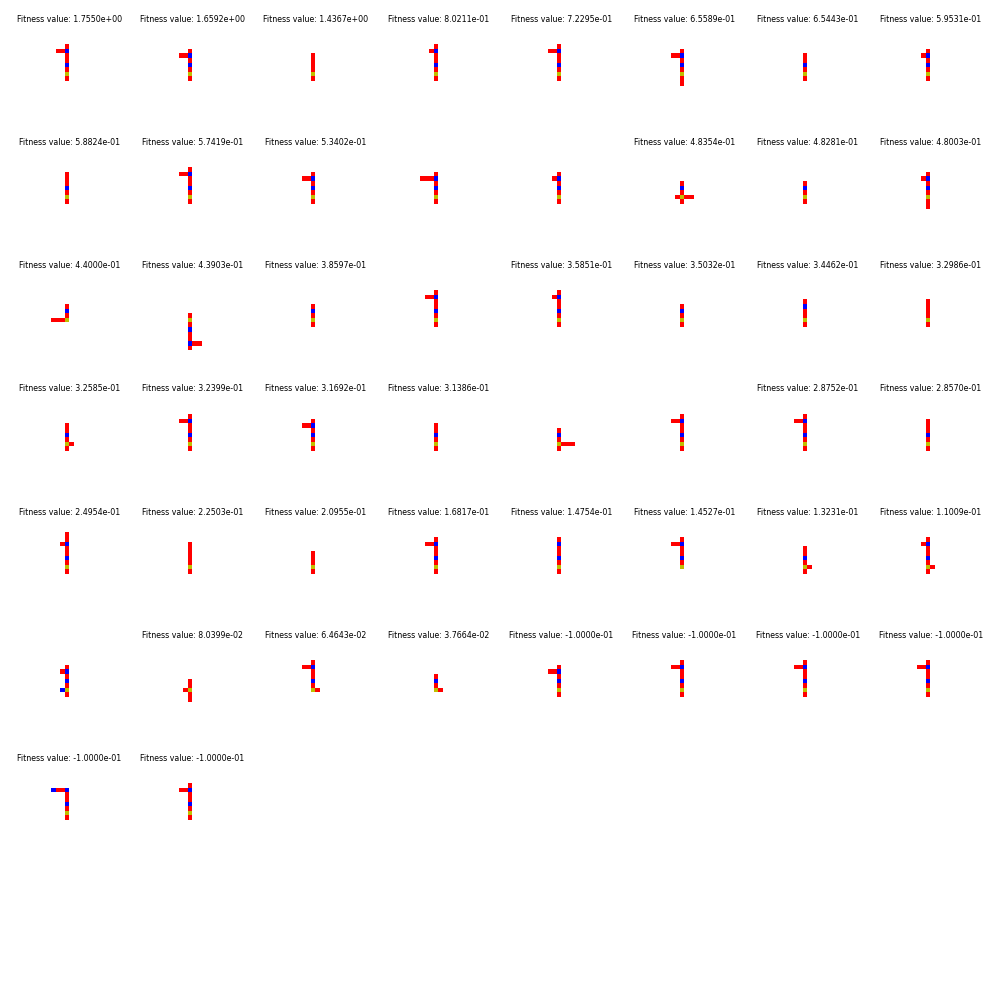 Fitness value: 1.7550e+00
Fitness value: 1.6592e+00
Fitness value: 1.4367e+00
Fitness value: 8.0211e-01
Fitness value: 7.2295e-01
Fitness value: 6.5589e-01
Fitness value: 6.5443e-01
Fitness value: 5.9531e-01
Fitness value: 5.8824e-01
Fitness value: 5.7419e-01
Fitness value: 5.3402e-01
Fitness value: 4.8354e-01
Fitness value: 4.8281e-01
Fitness value: 4.8003e-01
Fitness value: 4.4000e-01
Fitness value: 4.3903e-01
Fitness value: 3.8597e-01
Fitness value: 3.5851e-01
Fitness value: 3.5032e-01
Fitness value: 3.4462e-01
Fitness value: 3.2986e-01
Fitness value: 3.2585e-01
Fitness value: 3.2399e-01
Fitness value: 3.1692e-01
Fitness value: 3.1386e-01
Fitness value: 2.8752e-01
Fitness value: 2.8570e-01
Fitness value: 2.4954e-01
Fitness value: 2.2503e-01
Fitness value: 2.0955e-01
Fitness value: 1.6817e-01
Fitness value: 1.4754e-01
Fitness value: 1.4527e-01
Fitness value: 1.3231e-01
Fitness value: 1.1009e-01
Fitness value: 8.0399e-02
Fitness value: 6.4643e-02
Fitness value: 3.7664e-02
Fitness value: -1.0000e-01
Fitness value: -1.0000e-01
Fitness value: -1.0000e-01
Fitness value: -1.0000e-01
Fitness value: -1.0000e-01
Fitness value: -1.0000e-01